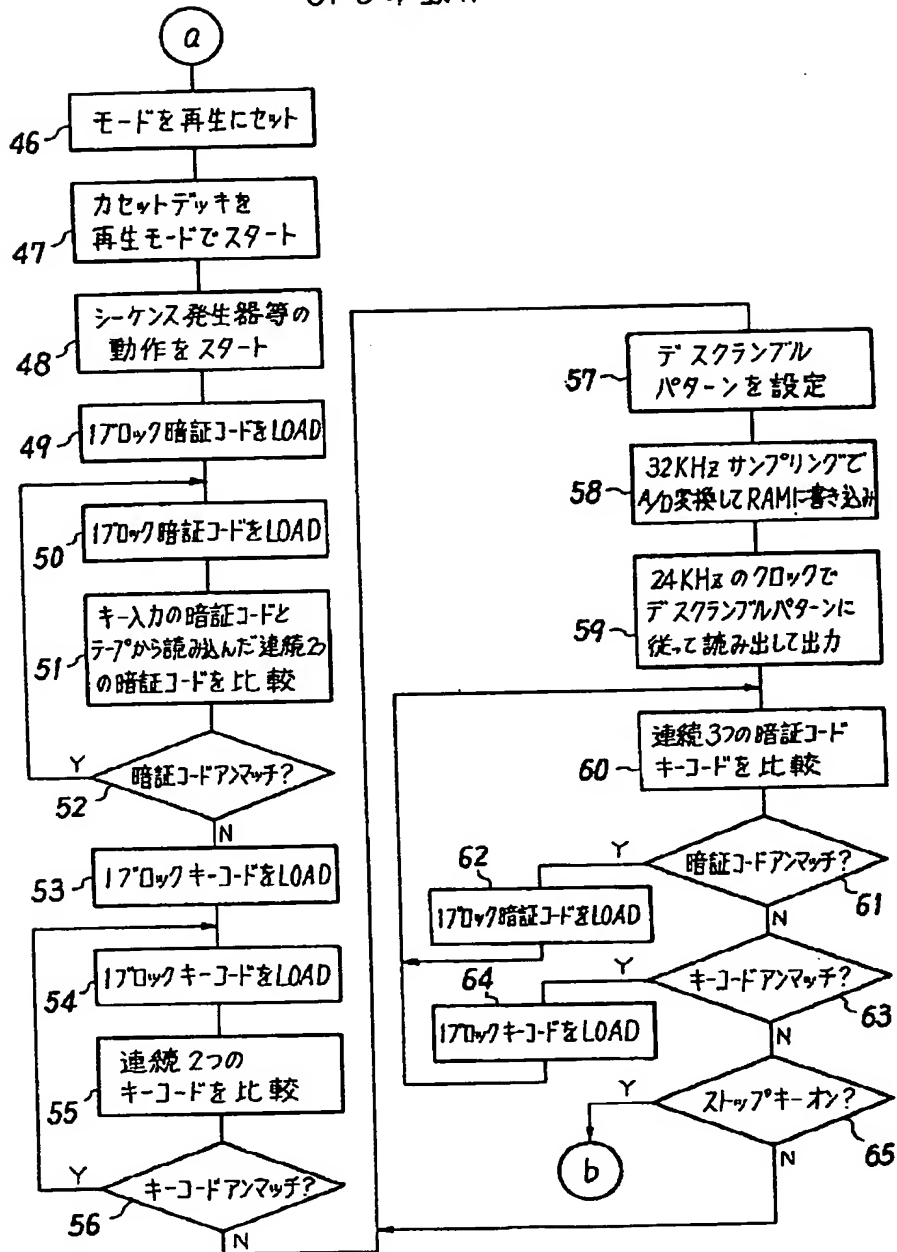 a
46
モードを再生にセット
47
カセットデッキを
再生モードでスタート
48
シーケンス発生器等の
動作をスタート
49
1ブロック暗証コードをLOAD
50
1ブロック暗証コードをLOAD
51
キー入力の暗証コードと
テープから読み込んだ連続2つ
の暗証コードを比較
Y
暗証コードアンマッチ?
52
N
53
1ブロックキーコードをLOAD
54
1ブロックキーコードをLOAD
55
連続2つの
キーコードを比較
Y
キーコードアンマッチ?
56
N
57
デスクランブル
パターンを設定
58
32KHzサンプリングで
A/D変換してRAMに書き込み
59
24KHzのクロックで
デスクランブルパターンに
従って読み出して出力
60
連続3つの暗証コード
キーコードを比較
Y
暗証コードアンマッチ?
61
62
1ブロック暗証コードをLOAD
N
Y
キーコードアンマッチ?
63
64
1ブロックキーコードをLOAD
N
Y
ストップキーオン?
65
b
N